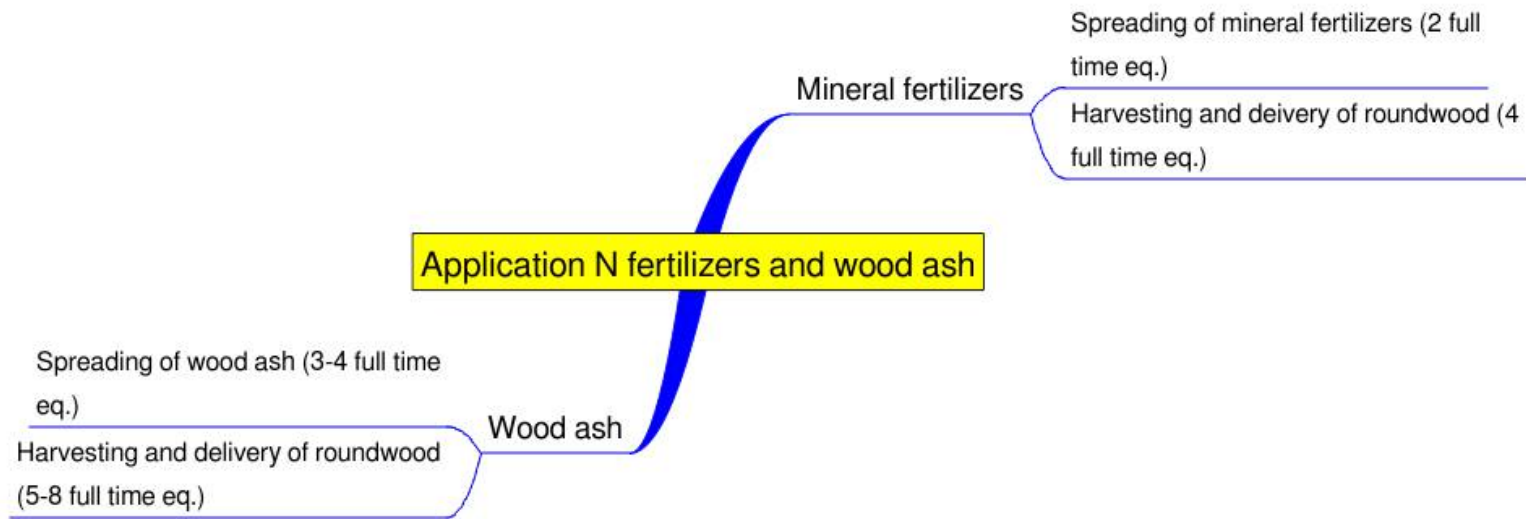 Spreading of mineral fertilizers (2 full
time eq.)
Mineral fertilizers
Harvesting and deivery of roundwood (4
full time eq.)
Application N fertilizers and wood ash
Spreading of wood ash (3-4 full time
eq.)
Wood ash
Harvesting and delivery of roundwood
(5-8 full time eq.)